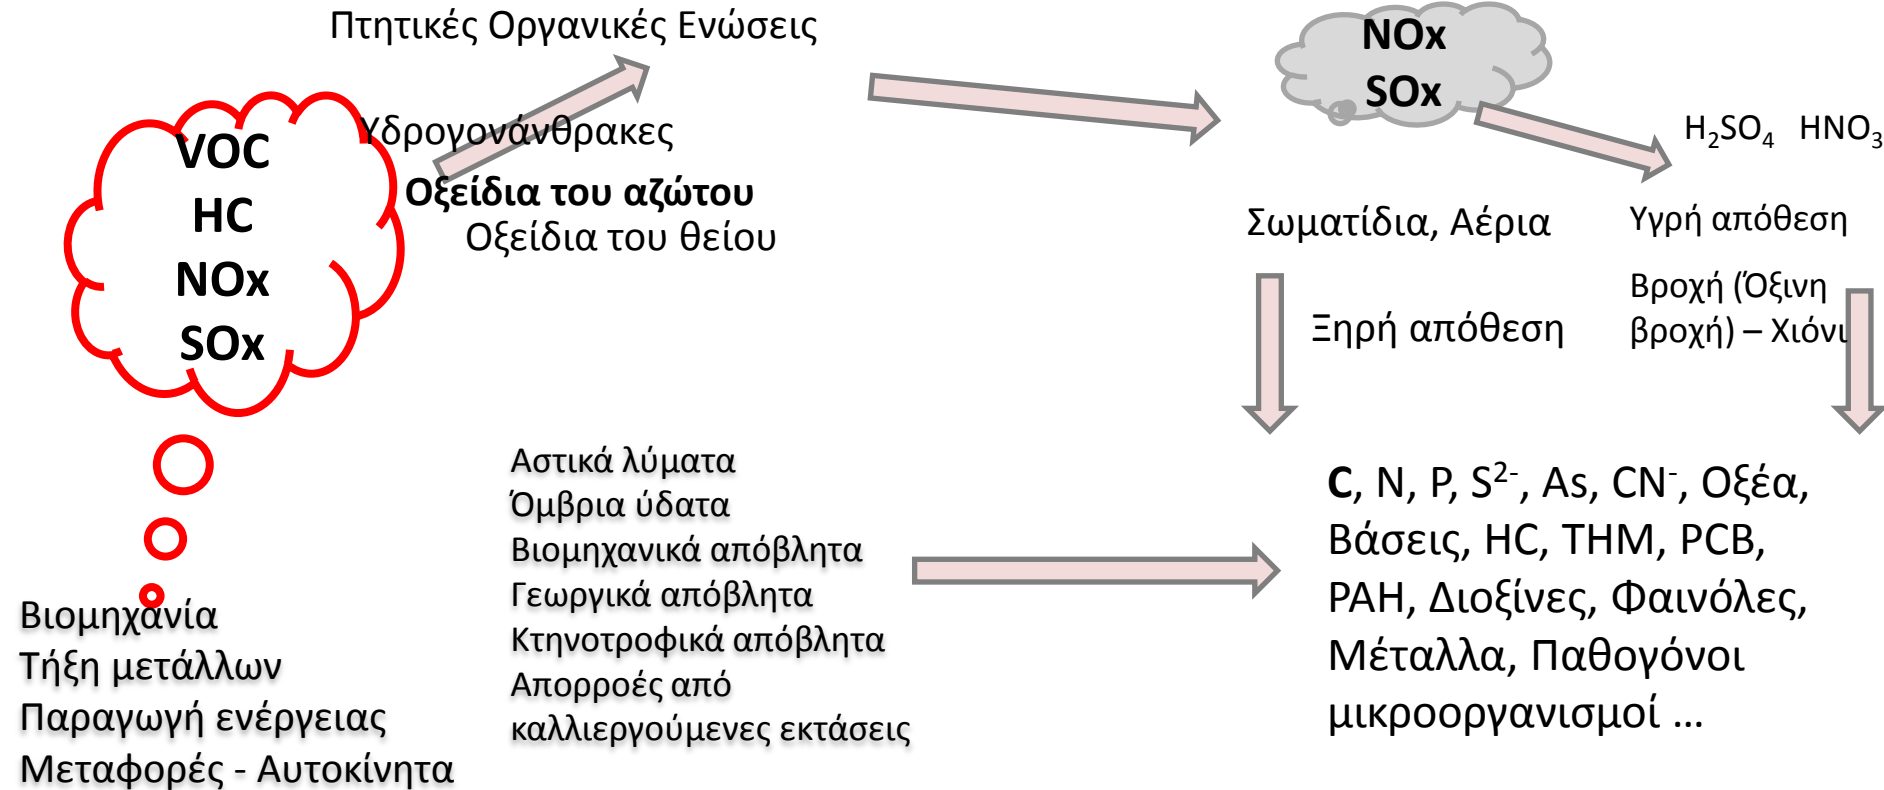 Πτητικές Οργανικές Ενώσεις
Υδρογονάνθρακες
Οξείδια του αζώτου
Οξείδια του θείου
VOC
HC
NOx
SOx
Βιομηχανία
Τήξη μετάλλων
Παραγωγή ενέργειας
Μεταφορές - Αυτοκίνητα
Αστικά λύματα
Όμβρια ύδατα
Βιομηχανικά απόβλητα
Γεωργικά απόβλητα
Κτηνοτροφικά απόβλητα
Απορροές από
καλλιεργούμενες εκτάσεις
NOx
SOx
H₂SO₄ HNO₃
Σωματίδια, Αέρια
Ξηρή απόθεση
Υγρή απόθεση
Βροχή (Όξινη
βροχή) – Χιόνι
C, N, P, S²⁻, As, CN⁻, Οξέα,
Βάσεις, HC, THM, PCB,
PAH, Διοξίνες, Φαινόλες,
Μέταλλα, Παθογόνοι
μικροοργανισμοί ...